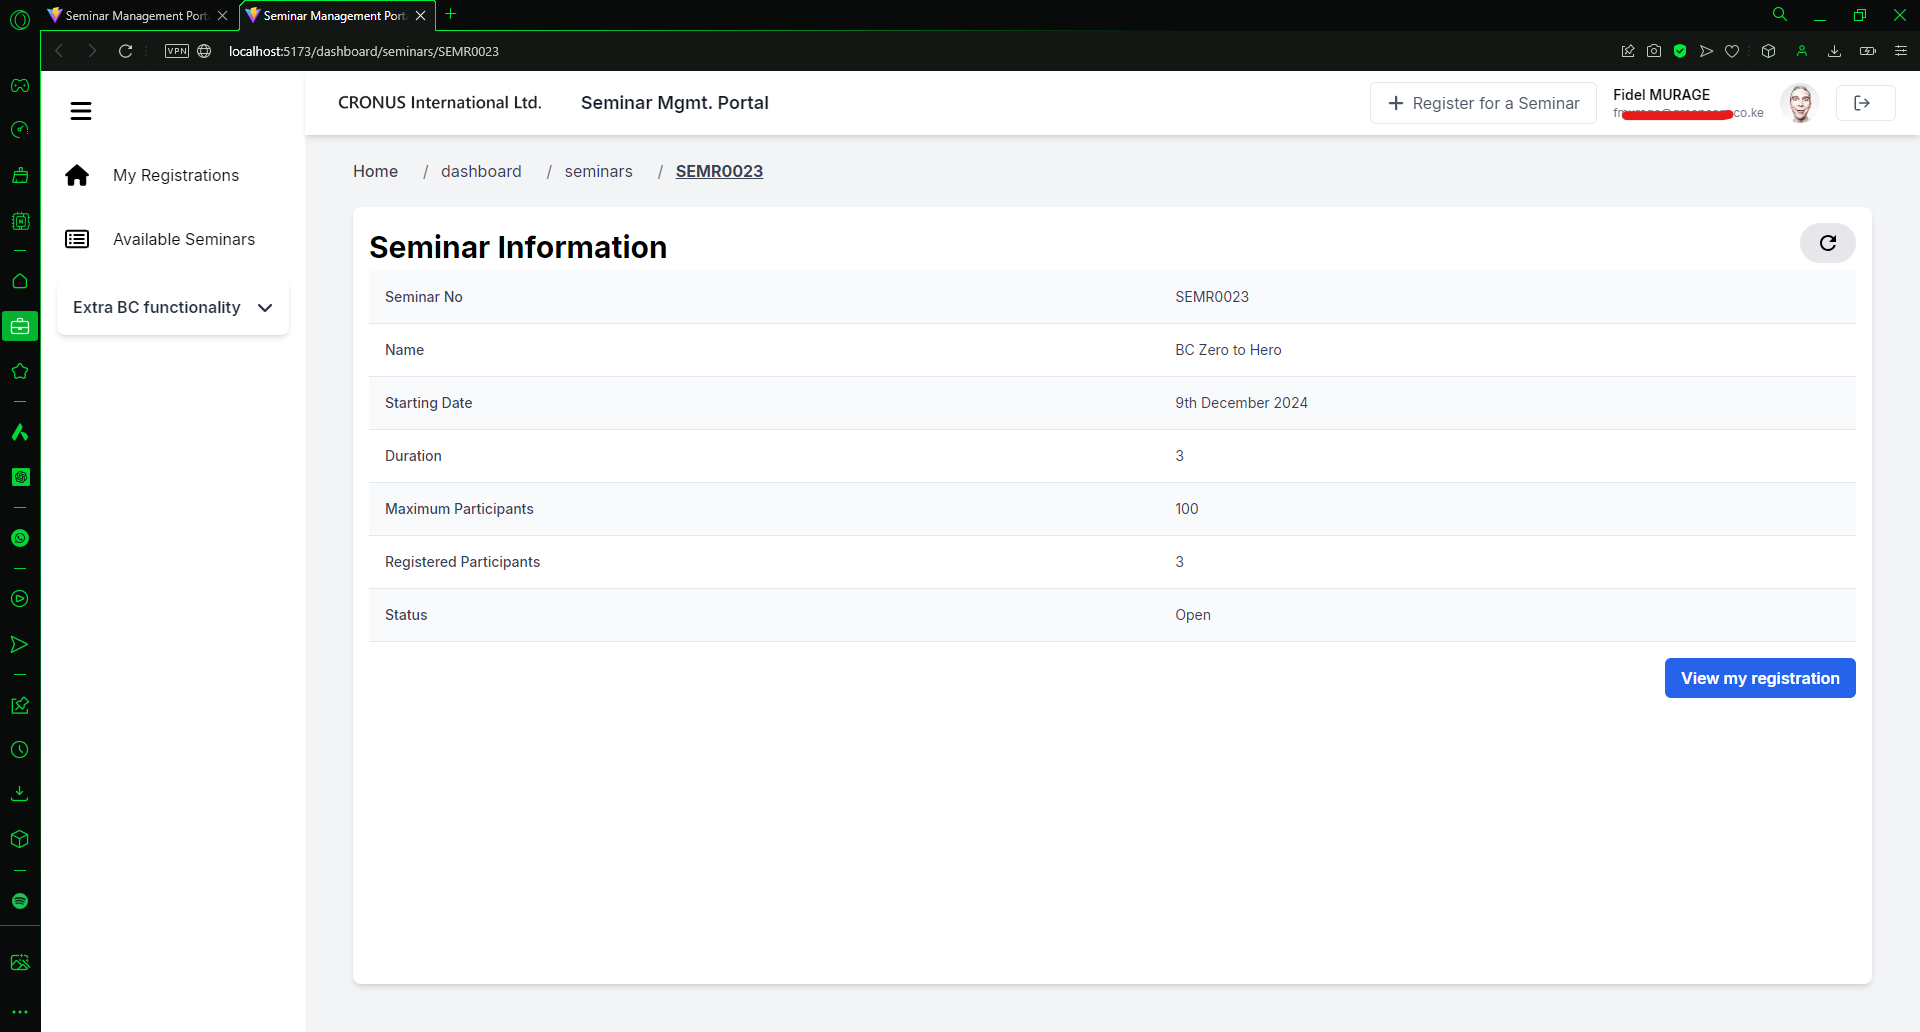 Seminar Management Port
Seminar Management Port
VPN
localhost:5173/dashboard/seminars/SEMR0023
CRONUS International Ltd.
Seminar Mgmt. Portal
Register for a Seminar
Fidel MURAGE
co.ke
My Registrations
Available Seminars
Extra BC functionality
Home / dashboard / seminars / SEMR0023
Seminar Information
Seminar No SEMR0023
Name BC Zero to Hero
Starting Date 9th December 2024
Duration 3
Maximum Participants 100
Registered Participants 3
Status Open
View my registration